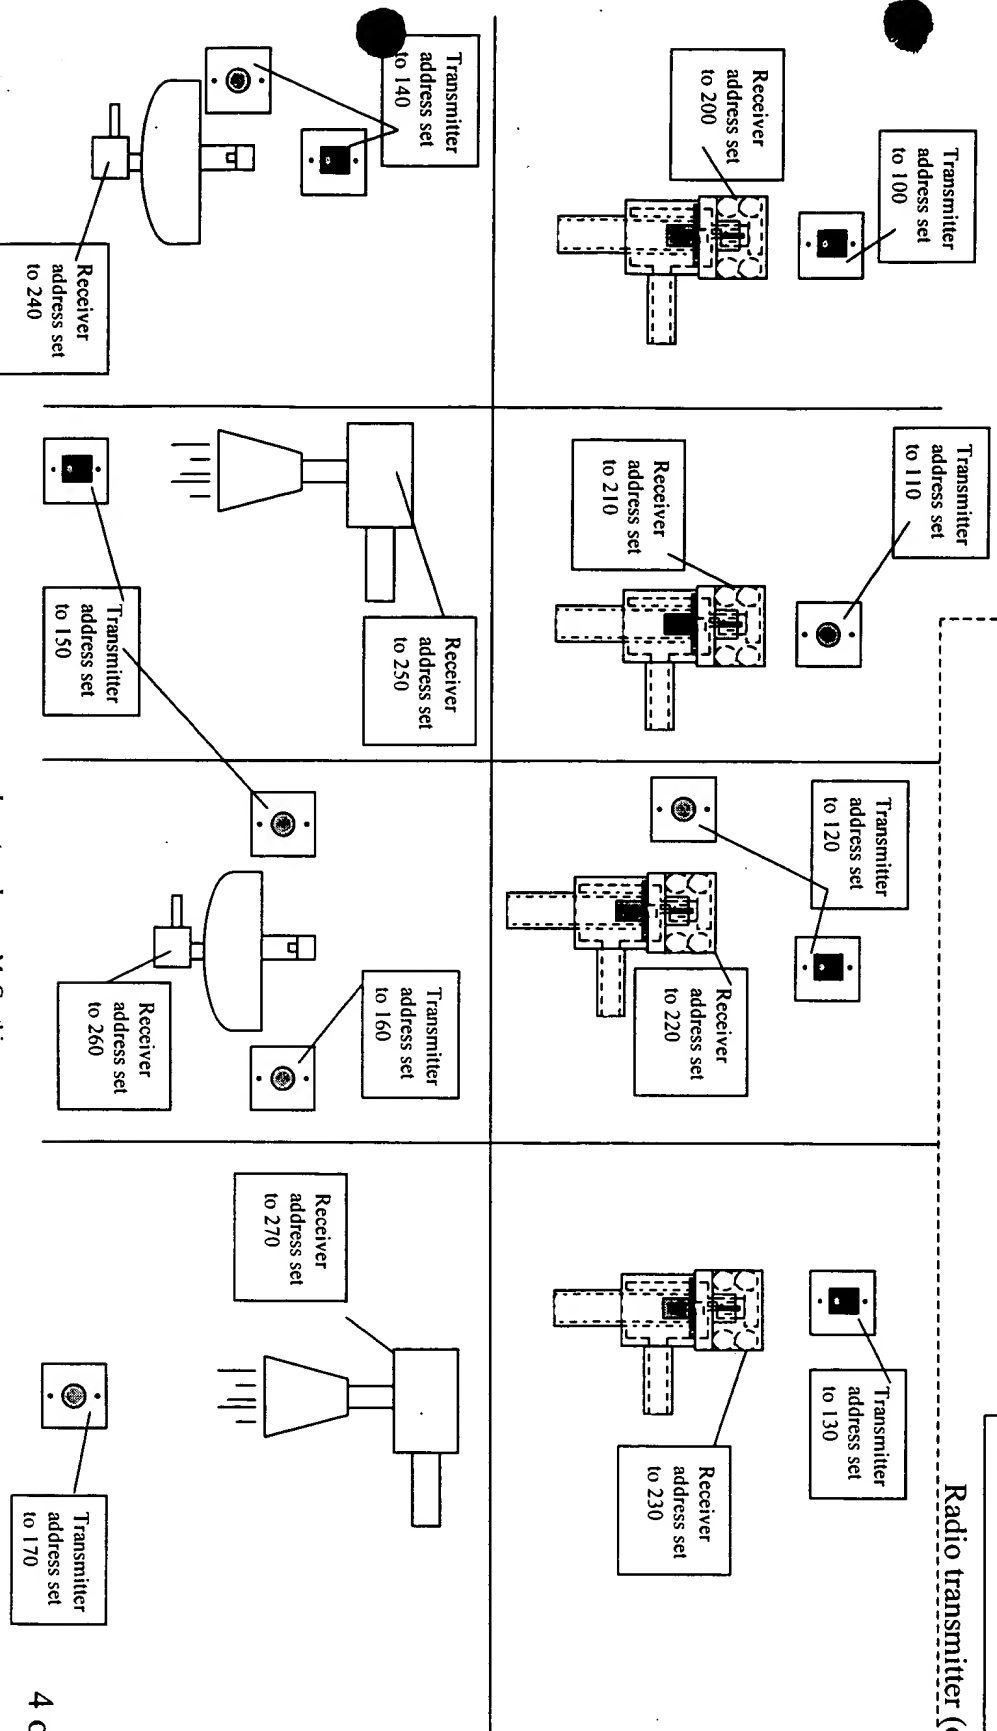 Radio transmitter (
Transmitter
address set
to 100
Transmitter
address set
to 110
Transmitter
address set
to 120
Transmitter
address set
to 130
Receiver
address set
to 200
Receiver
address set
to 210
Receiver
address set
to 220
Receiver
address set
to 230
Transmitter
address set
to 140
Receiver
address set
to 250
Transmitter
address set
to 160
Receiver
address set
to 270
Receiver
address set
to 240
Transmitter
address set
to 150
Receiver
address set
to 260
Transmitter
address set
to 170
4